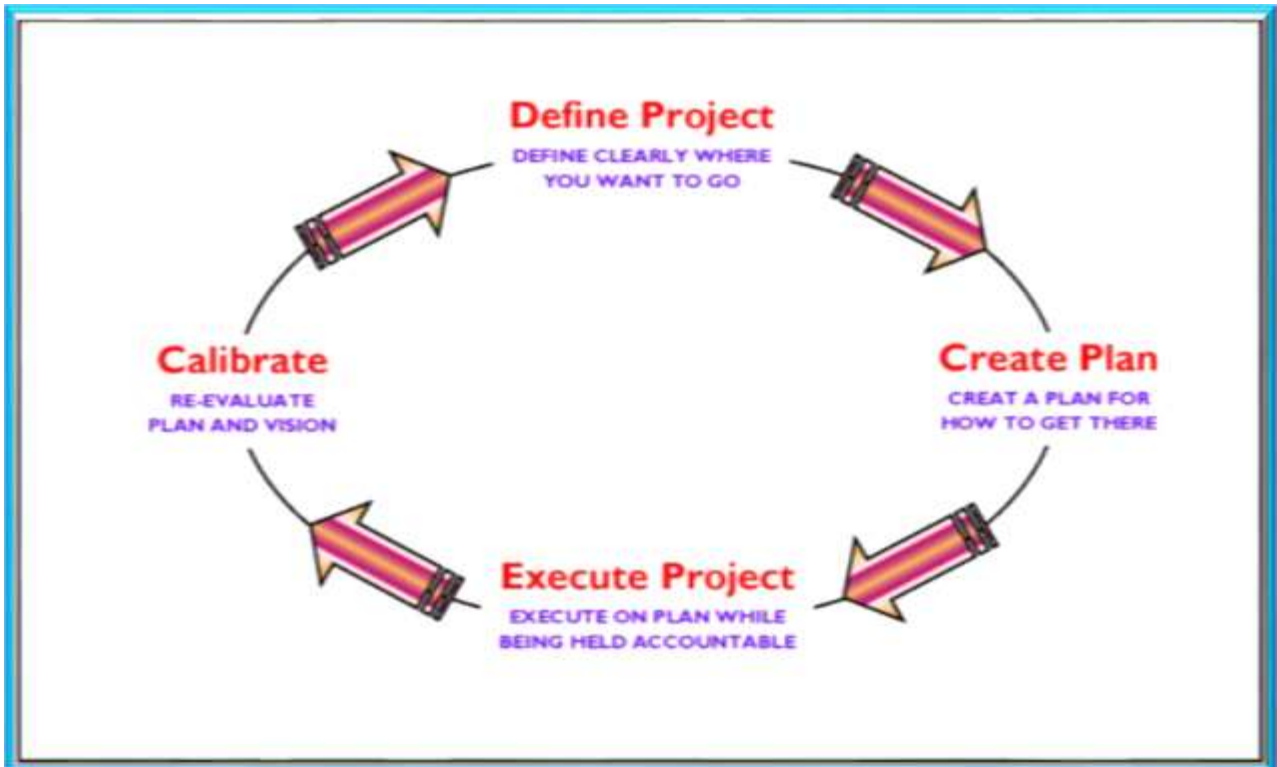 Define Project
DEFINE CLEARLY WHERE
YOU WANT TO GO
Create Plan
CREAT A PLAN FOR
HOW TO GET THERE
Execute Project
EXECUTE ON PLAN WHILE
BEING HELD ACCOUNTABLE
Calibrate
RE-EVALUATE
PLAN AND VISION